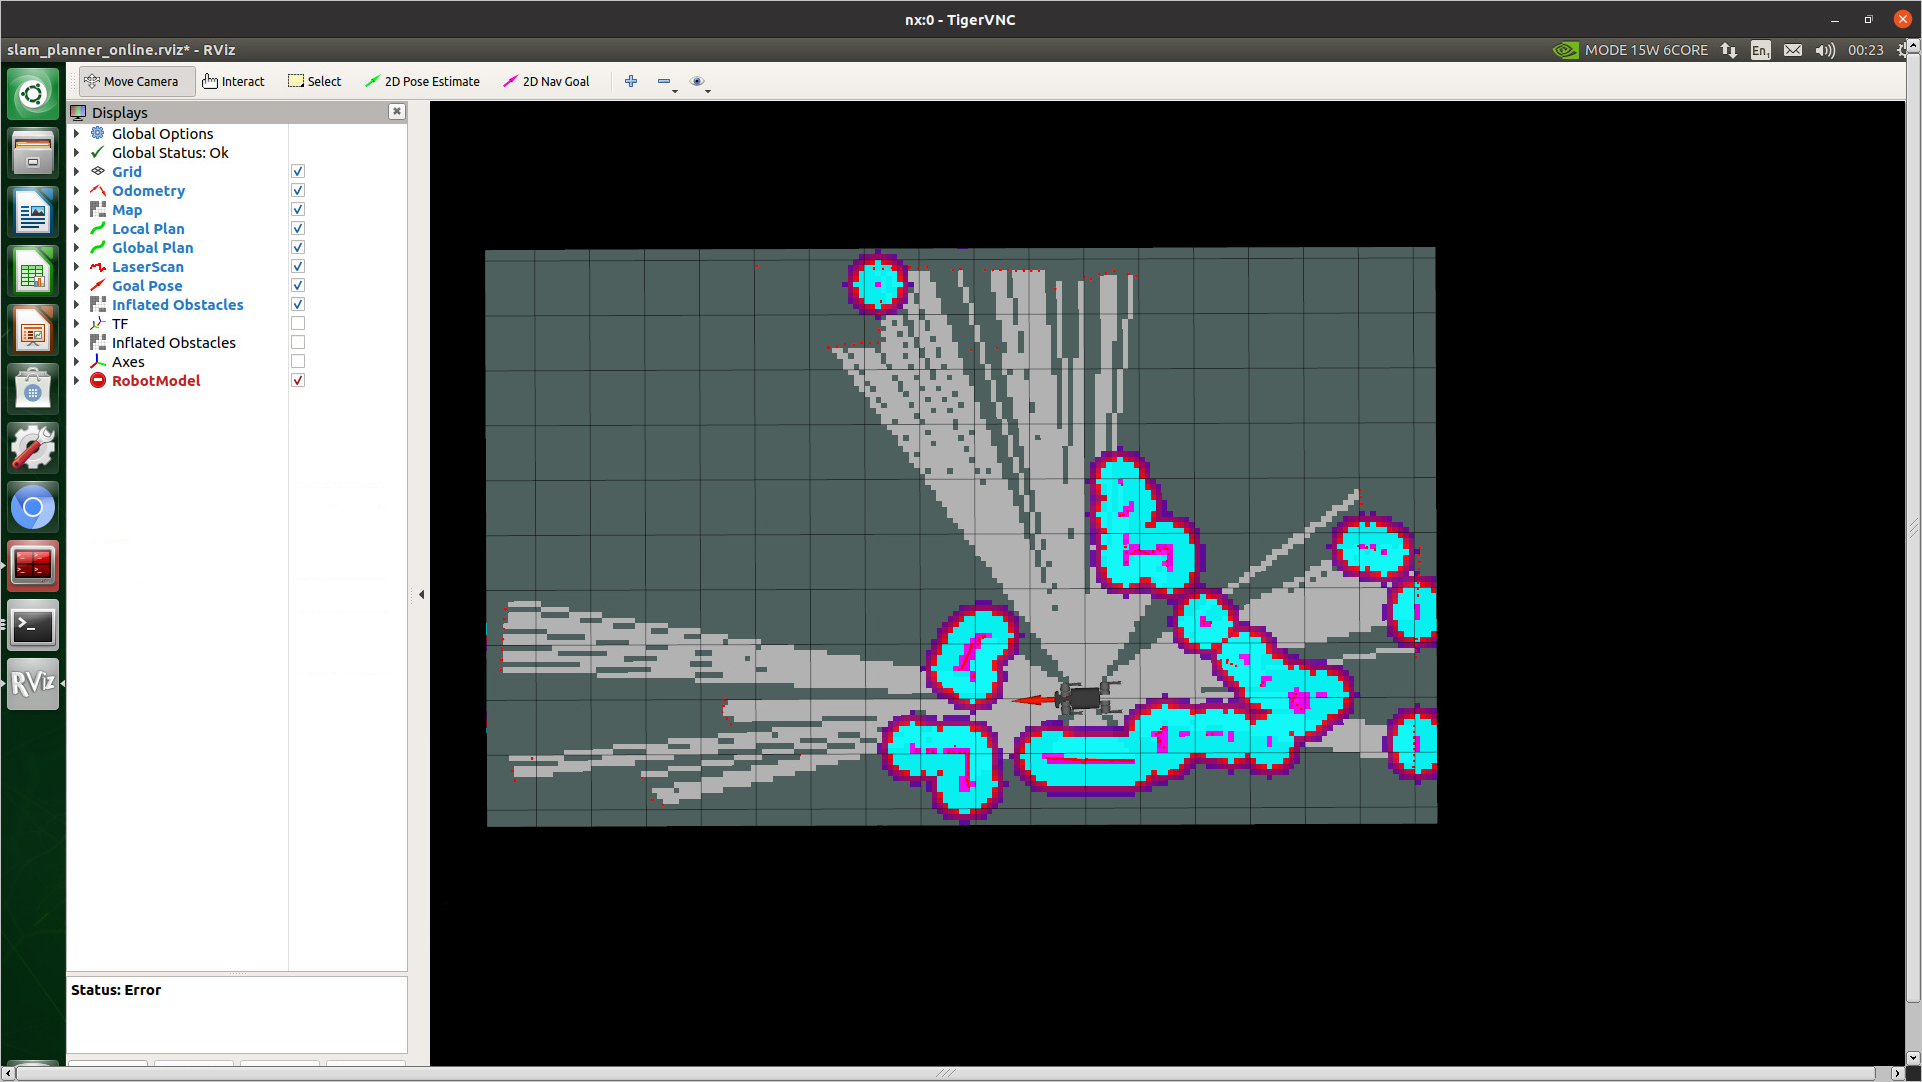 nx:0 - TigerVNC
slam_planner_online.rviz* - RViz
MODE 15W 6CORE
En1
00:23
Move Camera
Interact
Select
2D Pose Estimate
2D Nav Goal
Displays
Global Options
Global Status: Ok
Grid
Odometry
Map
Local Plan
Global Plan
LaserScan
Goal Pose
Inflated Obstacles
TF
Inflated Obstacles
Axes
RobotModel
RViz
Status: Error